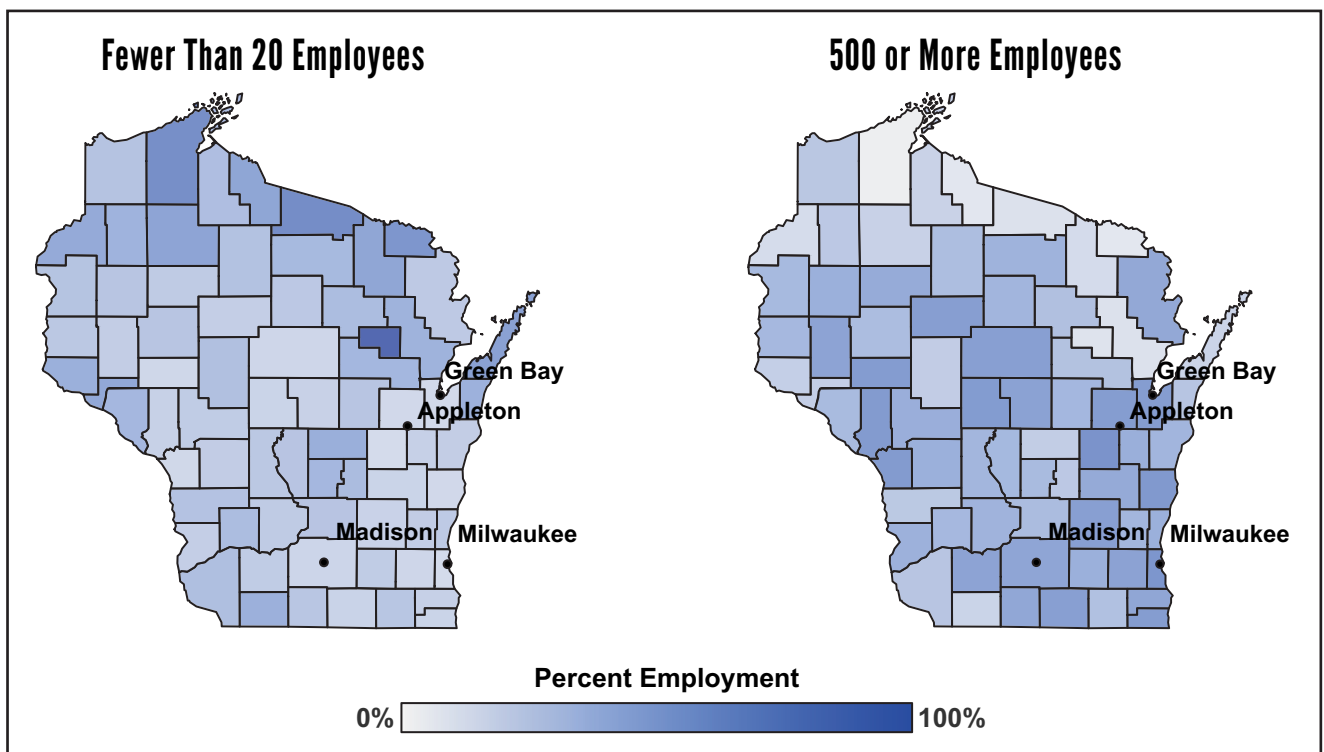 Fewer Than 20 Employees
500 or More Employees
Green Bay
Appleton
Madison
Milwaukee
Green Bay
Appleton
Madison
Milwaukee
Percent Employment
0%
100%